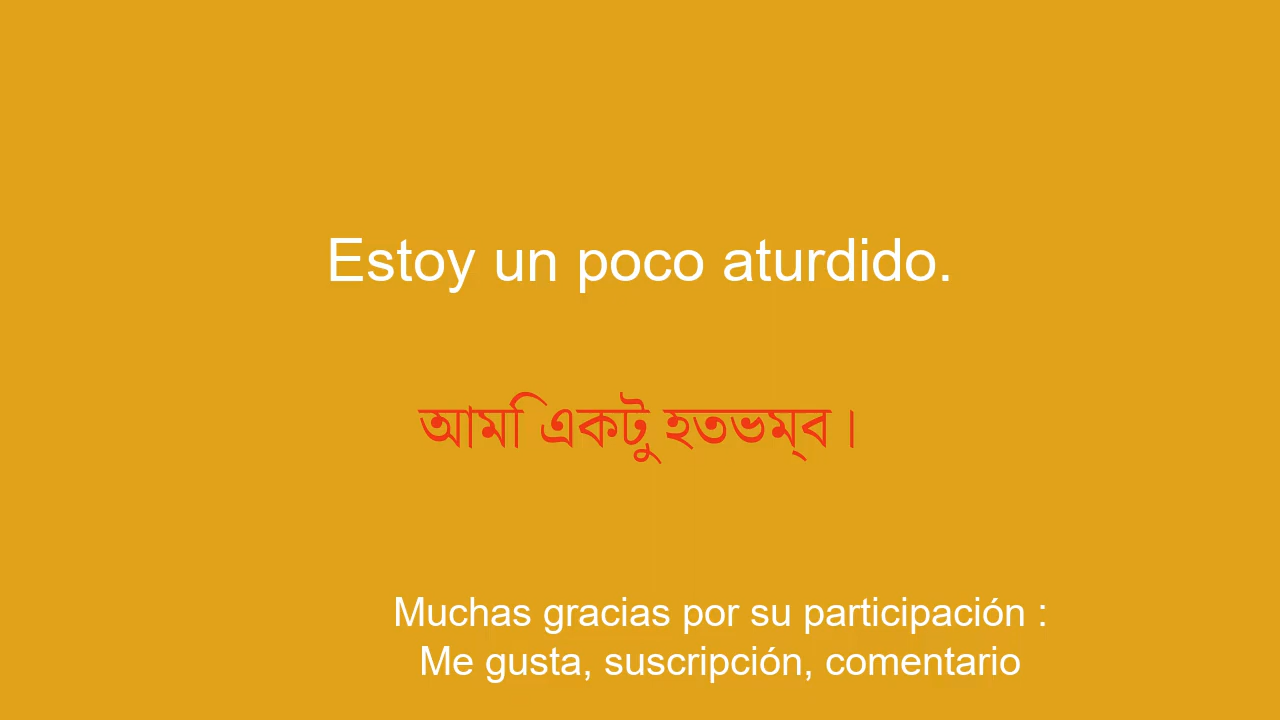 Estoy un poco aturdido.
আমি একটু হতভম্ব।
Muchas gracias por su participación :
Me gusta, suscripción, comentario